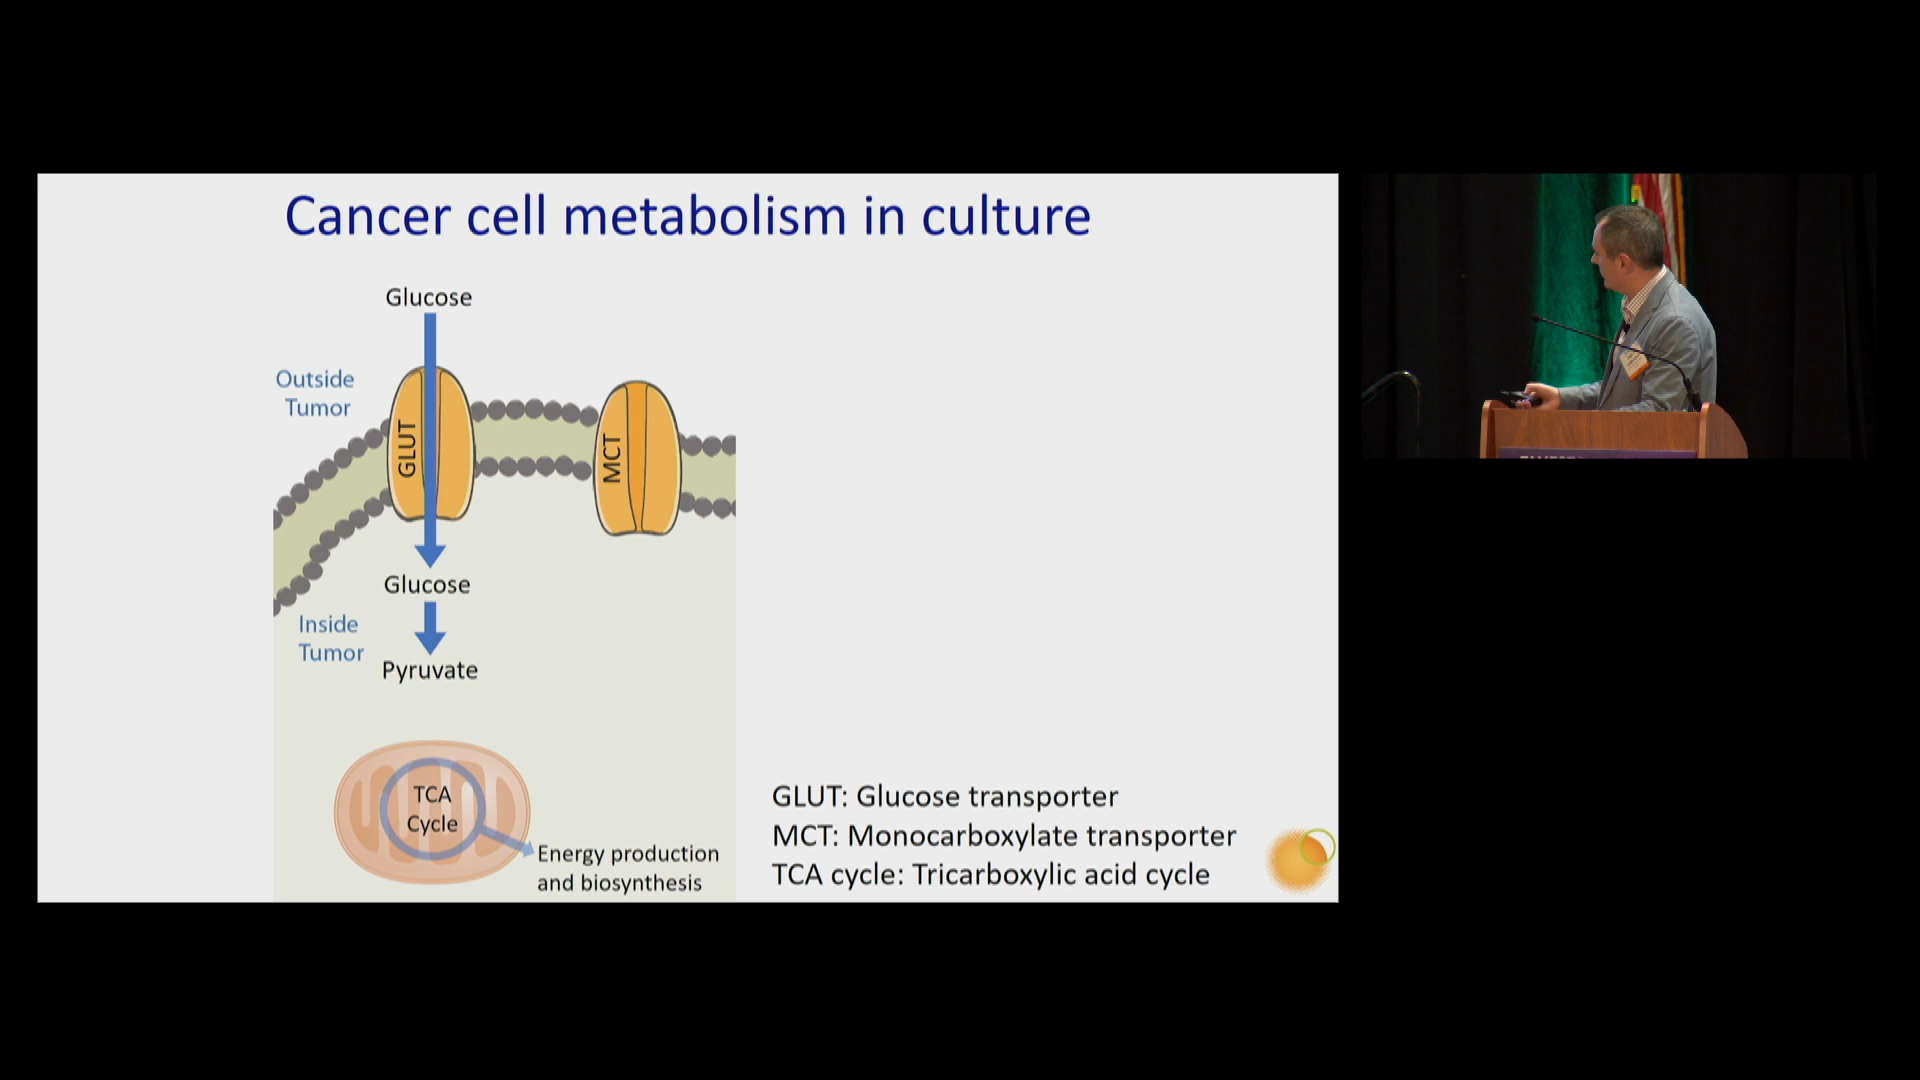 Cancer cell metabolism in culture
Glucose
Outside
Tumor
GLUT
MCT
Glucose
Inside
Tumor
Pyruvate
TCA
Cycle
Energy production
and biosynthesis
GLUT: Glucose transporter
MCT: Monocarboxylate transporter
TCA cycle: Tricarboxylic acid cycle